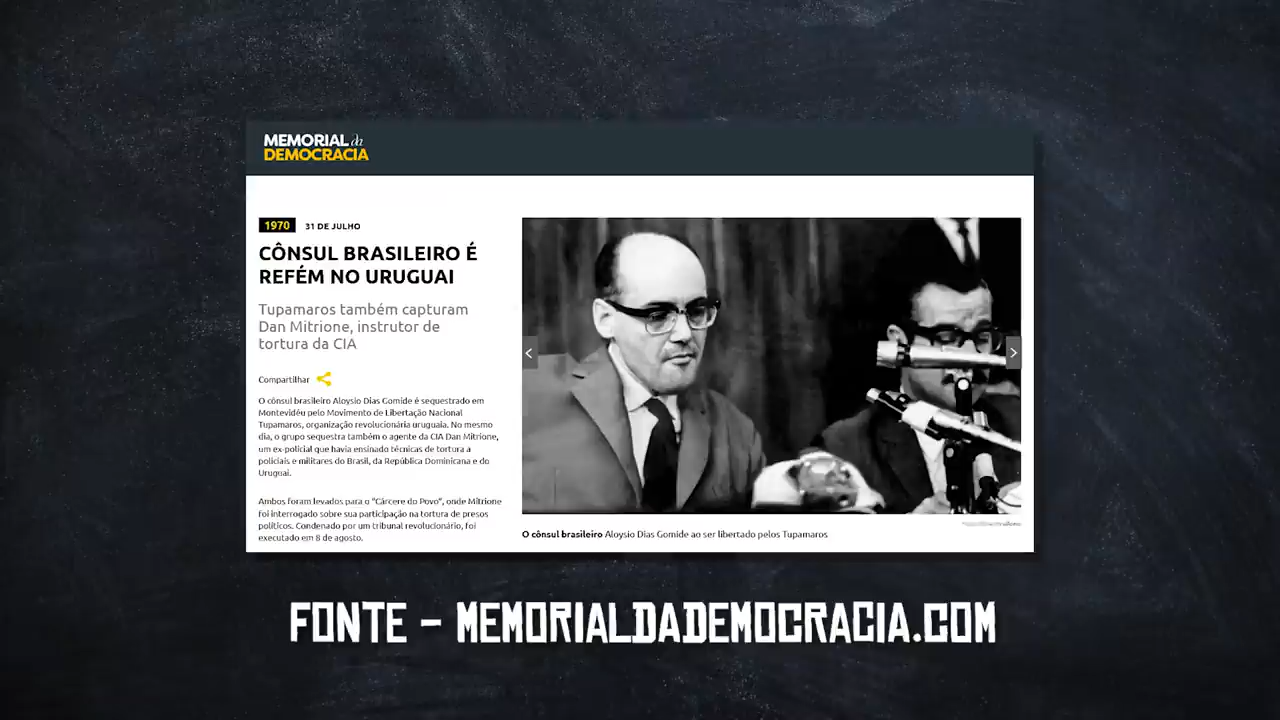 MEMORIAL da
DEMOCRACIA
1970 31 DE JULHO
CÔNSUL BRASILEIRO É
REFÉM NO URUGUAI
Tupamaros também capturam
Dan Mitrione, instrutor de
tortura da CIA
Compartilhar
O cônsul brasileiro Aloysio Dias Gomide é sequestrado em
Montevidéu pelo Movimento de Libertação Nacional
Tupamaros, organização revolucionária uruguaia. No mesmo
dia, o grupo sequestra também o agente da CIA Dan Mitrione,
um ex-policial que havia ensinado técnicas de tortura a
policiais e militares do Brasil, da República Dominicana e do
Uruguai.
Ambos foram levados para o "Cárcere do Povo", onde Mitrione
foi interrogado sobre sua participação na tortura de presos
políticos. Condenado por um tribunal revolucionário, foi
executado em 8 de agosto.
O cônsul brasileiro Aloysio Dias Gomide ao ser libertado pelos Tupamaros
FONTE - MEMORIALDADEMOCRACIA.COM